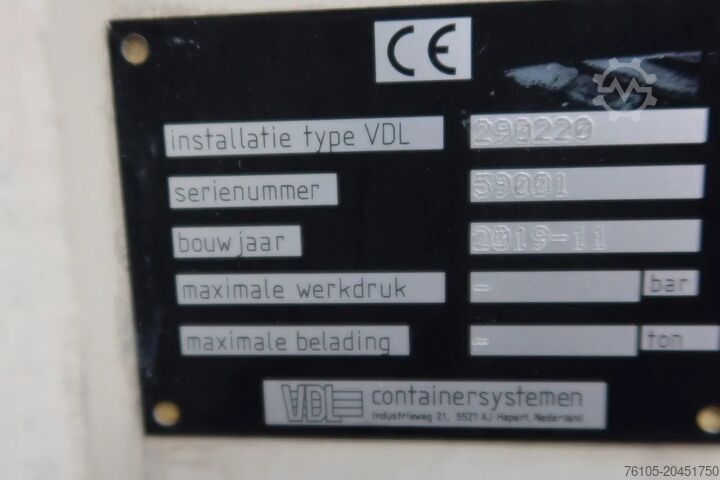 CE
installatie type VDL 290220
serienummer 59001
bouwjaar 2019-11
maximale werkdruk - bar
maximale belading - ton
VDL containersystemen
Industrieweg 21, 5527 AJ Hapert, Nederland
76105-20451750